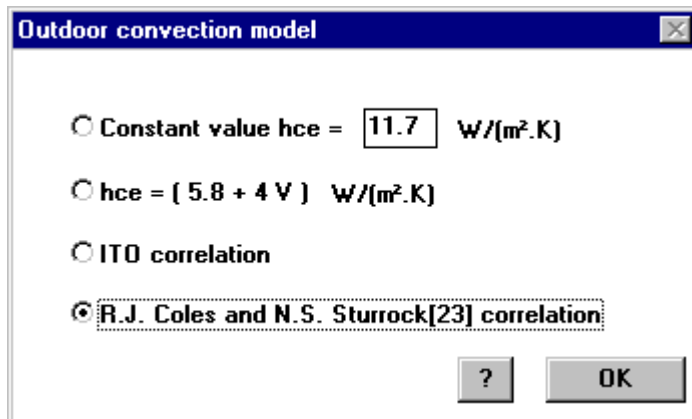 Outdoor convection model
Constant value hce = 11.7 W/(m².K)
hce = ( 5.8 + 4 V ) W/(m².K)
ITO correlation
R.J. Coles and N.S. Sturrock[23] correlation
? OK